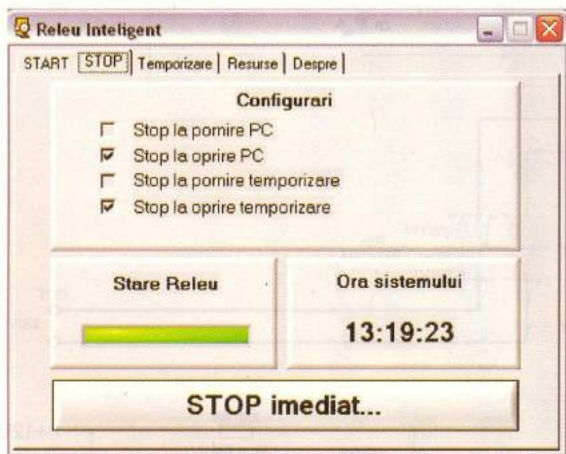 Releu Inteligent
START STOP Temporizare Resurse Despre
Configurari
Stop la pornire PC
Stop la oprire PC
Stop la pornire temporizare
Stop la oprire temporizare
Stare Releu
Ora sistemului
13:19:23
STOP imediat...